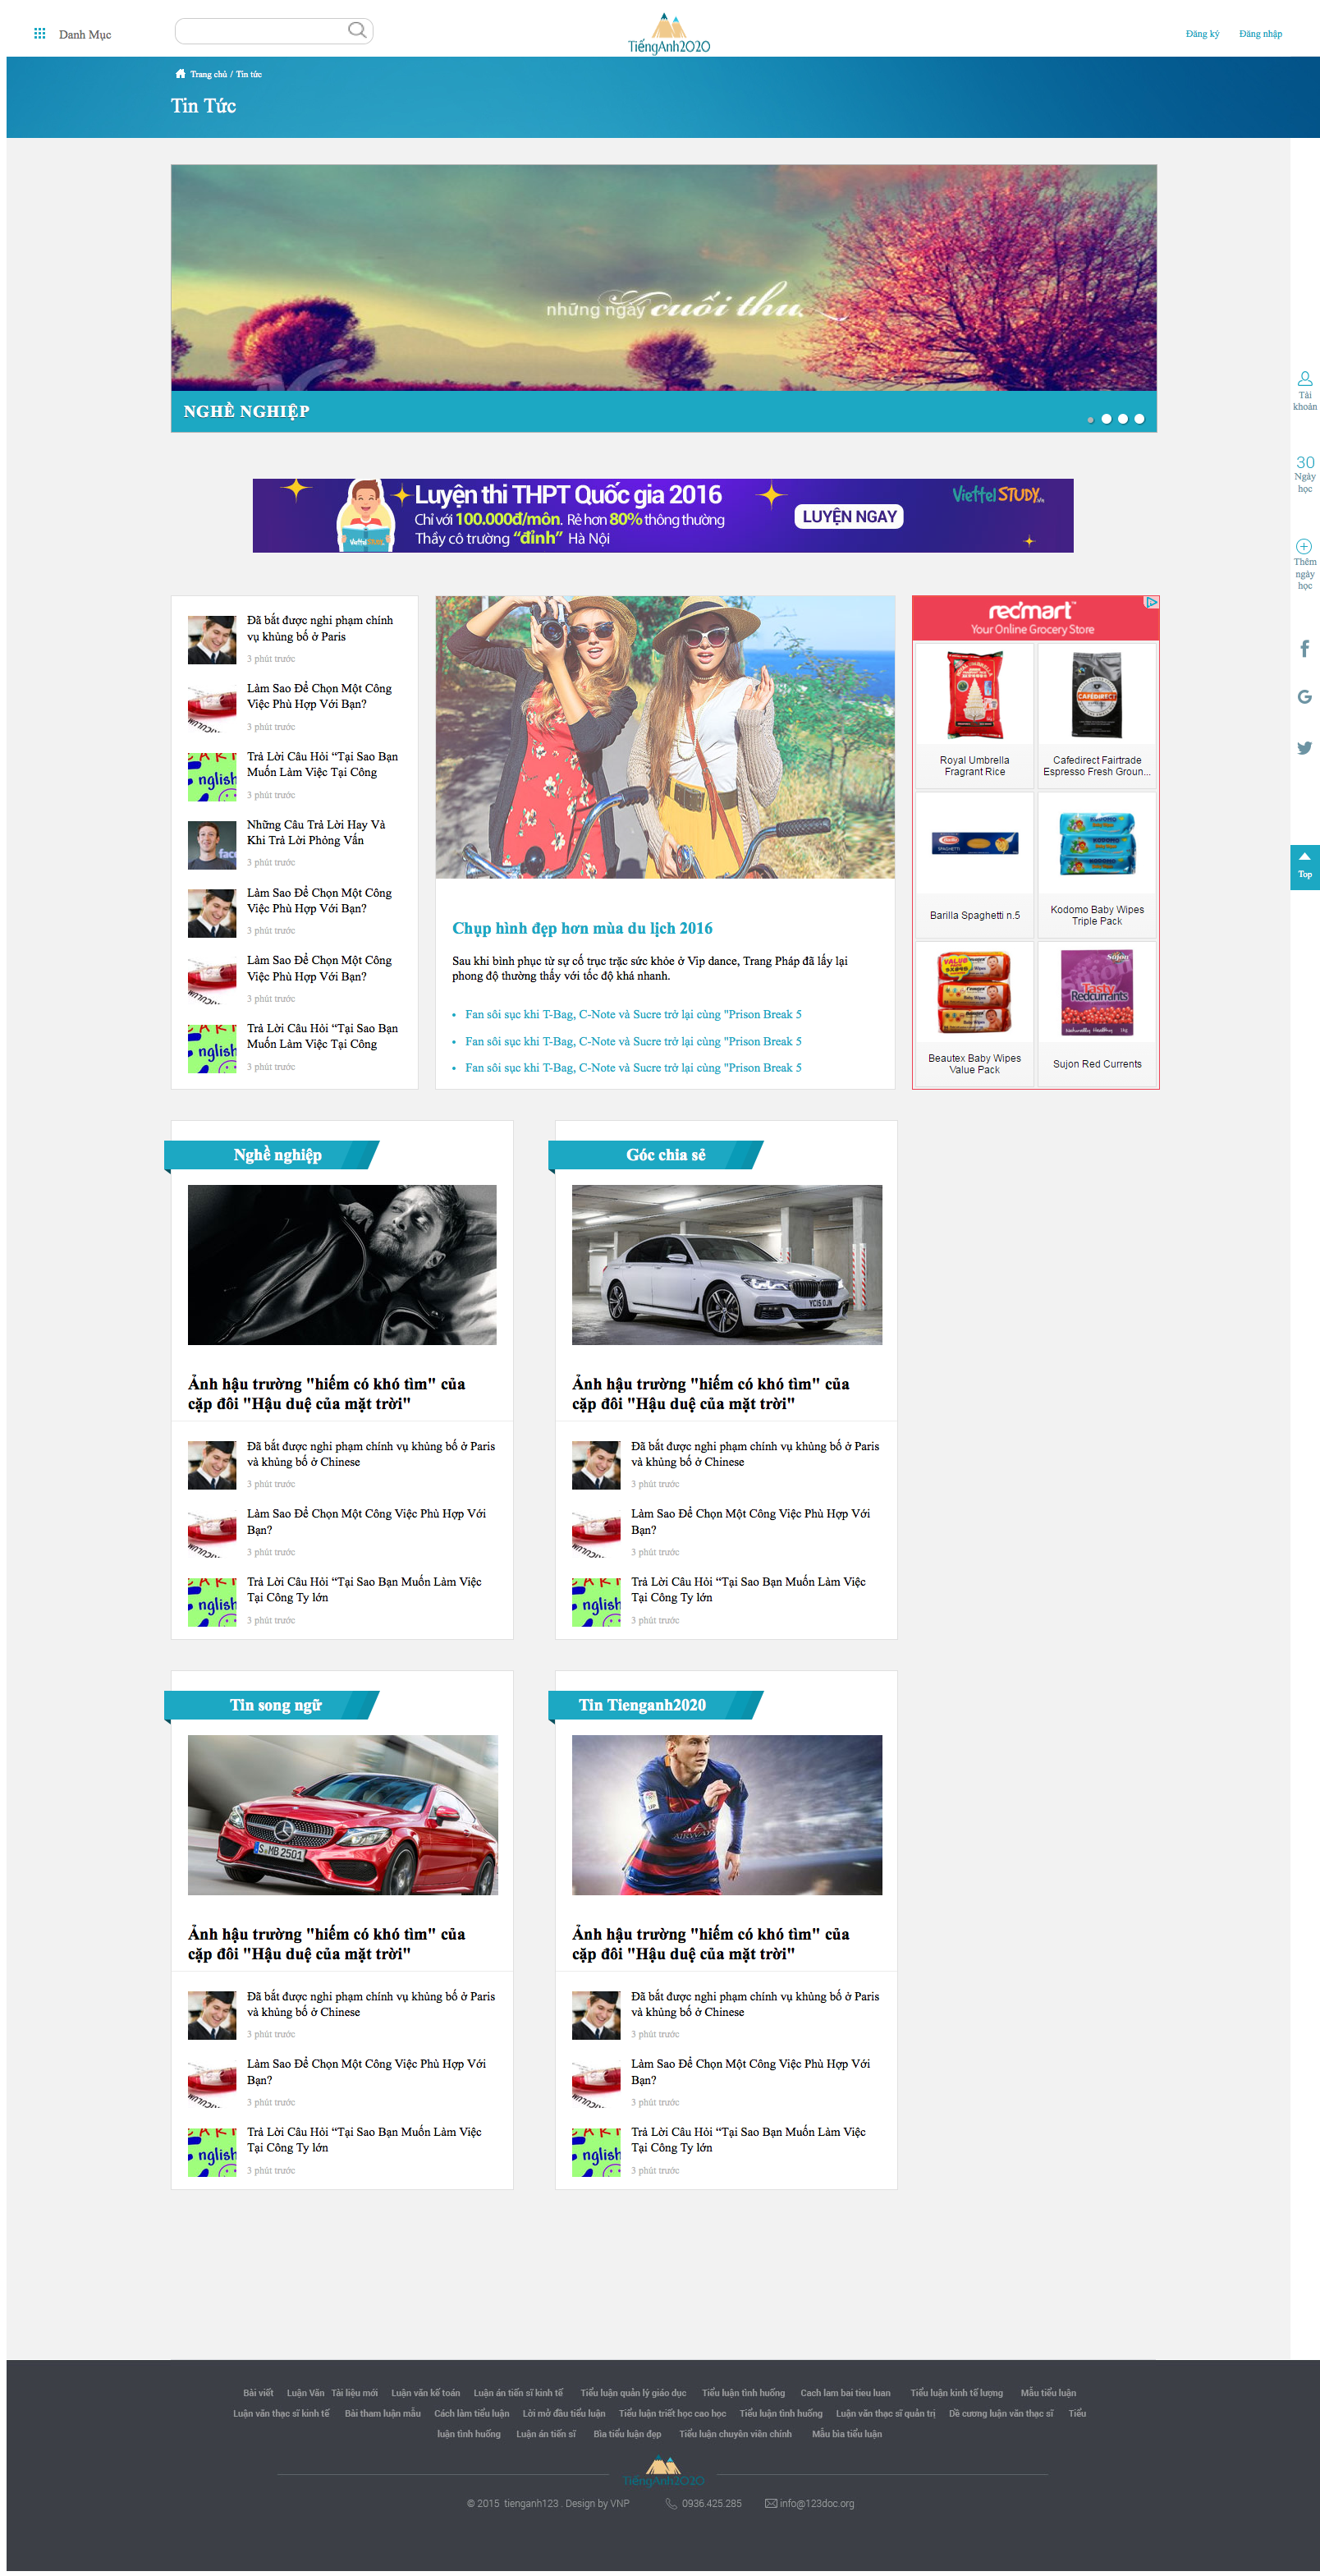 Danh Mục
TiếngAnh2020
Đăng ký
Đăng nhập
Trang chủ / Tin tức
Tin Tức
những ngày cuối thu
NGHỀ NGHIỆP
Tài
khoản
30
Ngày
học
Thêm
ngày
học
Top
Luyện thi THPT Quốc gia 2016
Chỉ với 100.000đ/môn. Rẻ hơn 80% thông thường
Thầy cô trường "đỉnh" Hà Nội
LUYỆN NGAY
Viettel STUDY.vn
Đã bắt được nghi phạm chính
vụ khủng bố ở Paris
3 phút trước
Làm Sao Để Chọn Một Công
Việc Phù Hợp Với Bạn?
3 phút trước
Trả Lời Câu Hỏi “Tại Sao Bạn
Muốn Làm Việc Tại Công
3 phút trước
Những Câu Trả Lời Hay Và
Khi Trả Lời Phỏng Vấn
3 phút trước
Làm Sao Để Chọn Một Công
Việc Phù Hợp Với Bạn?
3 phút trước
Làm Sao Để Chọn Một Công
Việc Phù Hợp Với Bạn?
3 phút trước
Trả Lời Câu Hỏi “Tại Sao Bạn
Muốn Làm Việc Tại Công
3 phút trước
Chụp hình đẹp hơn mùa du lịch 2016
Sau khi bình phục từ sự cố trục trặc sức khỏe ở Vip dance, Trang Pháp đã lấy lại
phong độ thường thấy với tốc độ khá nhanh.
Fan sôi sục khi T-Bag, C-Note và Sucre trở lại cùng "Prison Break 5
Fan sôi sục khi T-Bag, C-Note và Sucre trở lại cùng "Prison Break 5
Fan sôi sục khi T-Bag, C-Note và Sucre trở lại cùng "Prison Break 5
redmart™
Your Online Grocery Store
Royal Umbrella
Fragrant Rice
Cafedirect Fairtrade
Espresso Fresh Groun...
Barilla Spaghetti n.5
Kodomo Baby Wipes
Triple Pack
Beautex Baby Wipes
Value Pack
Sujon
Tasty
Redcurrants
Sujon Red Currents
Nghề nghiệp
Ảnh hậu trường "hiếm có khó tìm" của
cặp đôi "Hậu duệ của mặt trời"
Đã bắt được nghi phạm chính vụ khủng bố ở Paris
và khủng bố ở Chinese
3 phút trước
Làm Sao Để Chọn Một Công Việc Phù Hợp Với
Bạn?
3 phút trước
Trả Lời Câu Hỏi “Tại Sao Bạn Muốn Làm Việc
Tại Công Ty lớn
3 phút trước
Góc chia sẻ
YC15 OJN
Ảnh hậu trường "hiếm có khó tìm" của
cặp đôi "Hậu duệ của mặt trời"
Đã bắt được nghi phạm chính vụ khủng bố ở Paris
và khủng bố ở Chinese
3 phút trước
Làm Sao Để Chọn Một Công Việc Phù Hợp Với
Bạn?
3 phút trước
Trả Lời Câu Hỏi “Tại Sao Bạn Muốn Làm Việc
Tại Công Ty lớn
3 phút trước
Tin song ngữ
S MB 2501
Ảnh hậu trường "hiếm có khó tìm" của
cặp đôi "Hậu duệ của mặt trời"
Đã bắt được nghi phạm chính vụ khủng bố ở Paris
và khủng bố ở Chinese
3 phút trước
Làm Sao Để Chọn Một Công Việc Phù Hợp Với
Bạn?
3 phút trước
Trả Lời Câu Hỏi “Tại Sao Bạn Muốn Làm Việc
Tại Công Ty lớn
3 phút trước
Tin Tienganh2020
Ảnh hậu trường "hiếm có khó tìm" của
cặp đôi "Hậu duệ của mặt trời"
Đã bắt được nghi phạm chính vụ khủng bố ở Paris
và khủng bố ở Chinese
3 phút trước
Làm Sao Để Chọn Một Công Việc Phù Hợp Với
Bạn?
3 phút trước
Trả Lời Câu Hỏi “Tại Sao Bạn Muốn Làm Việc
Tại Công Ty lớn
3 phút trước
Bài viết Luận Văn Tài liệu mới Luận văn kế toán Luận án tiến sĩ kinh tế Tiểu luận quản lý giáo dục Tiểu luận tình huống Cach lam bai tieu luan Tiểu luận kinh tế lượng Mẫu tiểu luận
Luận văn thạc sĩ kinh tế Bài tham luận mẫu Cách làm tiểu luận Lời mở đầu tiểu luận Tiểu luận triết học cao học Tiểu luận tình huống Luận văn thạc sĩ quản trị Dề cương luận văn thạc sĩ Tiểu
luận tình huống Luận án tiến sĩ Bìa tiểu luận đẹp Tiểu luận chuyên viên chính Mẫu bìa tiểu luận
TiếngAnh2020
© 2015 tienganh123 . Design by VNP
0936.425.285
info@123doc.org